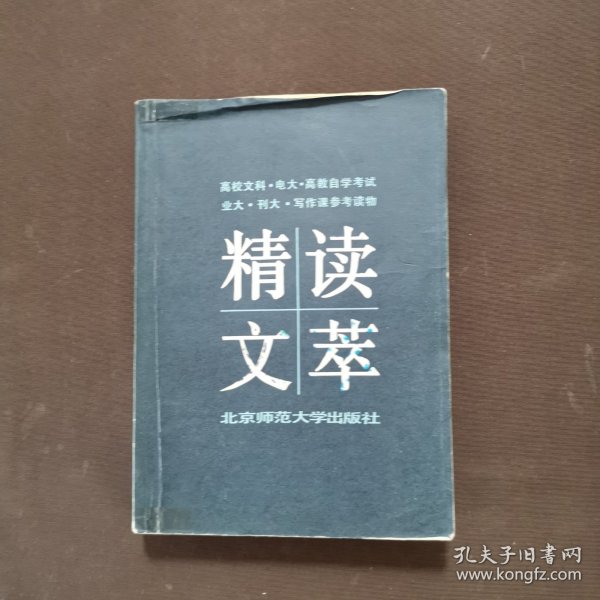 高校文科·电大·高教自学考试
业大·刊大·写作课参考读物
精读
文萃
北京师范大学出版社
孔夫子旧书网
www.kongfz.com